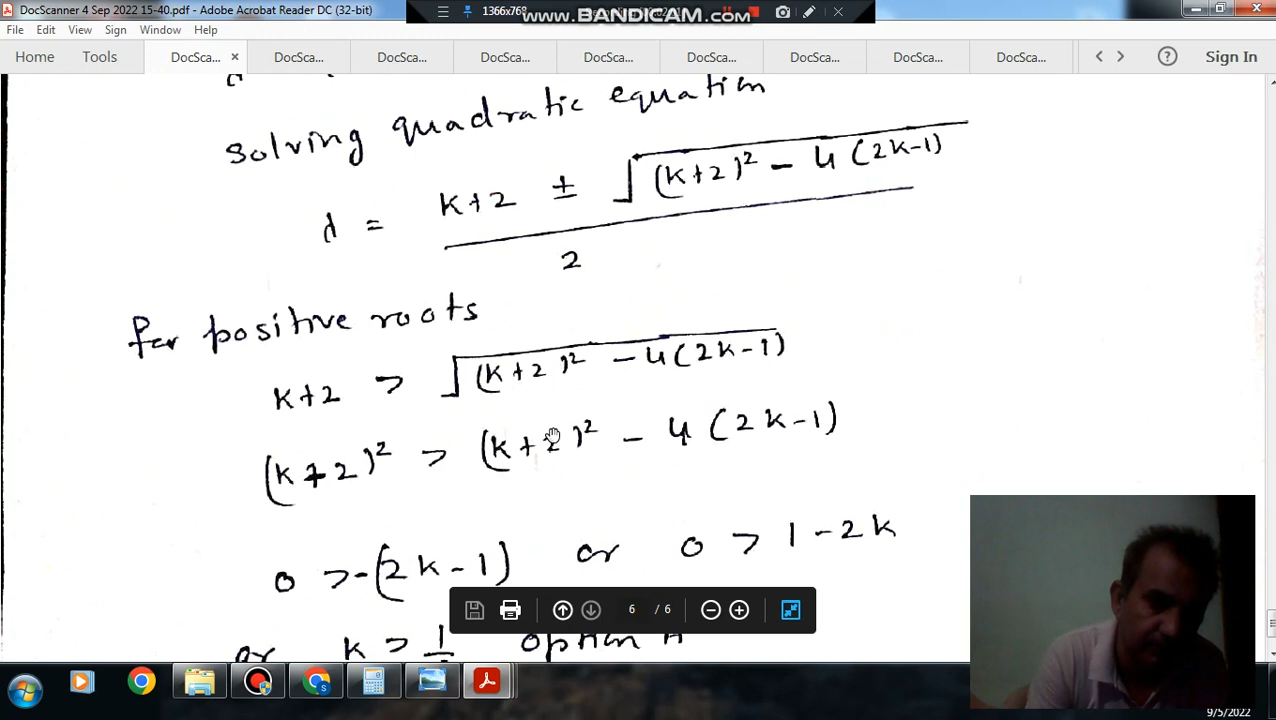 DocScanner 4 Sep 2022 15-40.pdf - Adobe Acrobat Reader DC (32-bit)
1366x768
www.BANDICAM.com
File Edit View Sign Window Help
Home Tools DocSca... × DocSca... DocSca... DocSca... DocSca... DocSca... DocSca... DocSca... DocSca... Sign In
solving quadratic equation
λ = k+2 ± √(k+2)² - 4(2k-1)
2
for positive roots
k+2 > √(k+2)² - 4(2k-1)
(k+2)² > (k+2)² - 4(2k-1)
0 > -(2k-1) or 0 > 1-2k
6 / 6
or k > 1 option A
9/5/2022